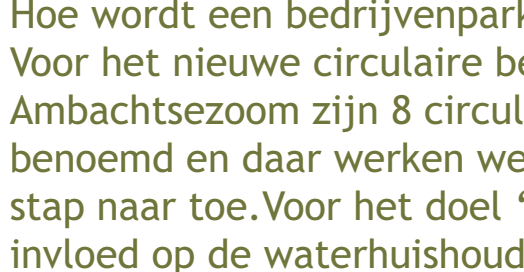 Hoe wordt een bedrijvenpark
Voor het nieuwe circulaire be
Ambachtsezoom zijn 8 circul
benoemd en daar werken we
stap naar toe.Voor het doel ‘
invloed op de waterhuishoud